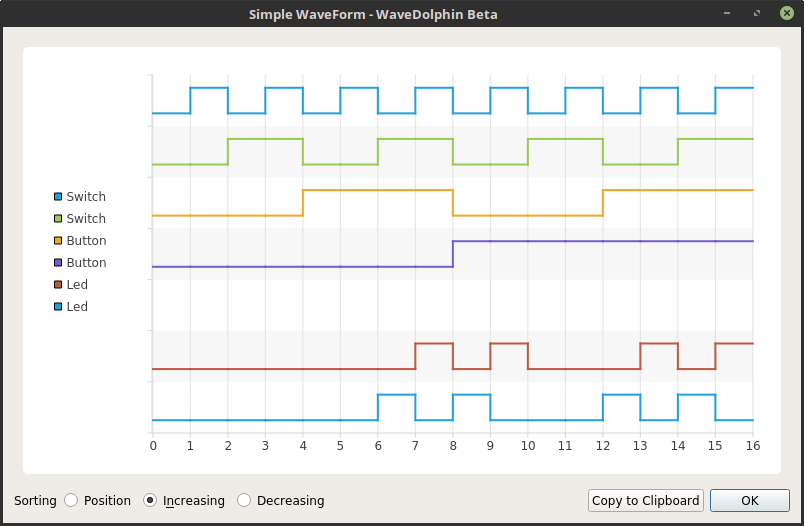 Simple WaveForm - WaveDolphin Beta
Switch
Switch
Button
Button
Led
Led
0 1 2 3 4 5 6 7 8 9 10 11 12 13 14 15 16
Sorting Position Increasing Decreasing Copy to Clipboard OK